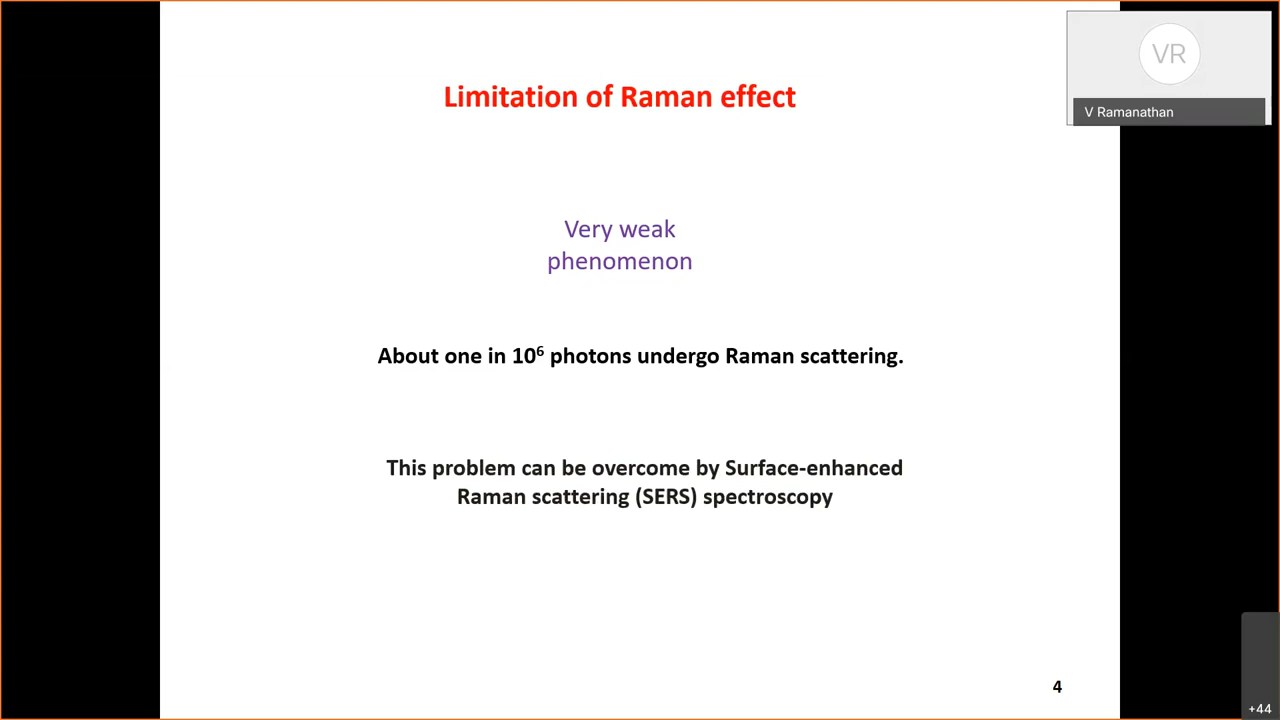 Limitation of Raman effect
VR
V Ramanathan
Very weak
phenomenon
About one in 10⁶ photons undergo Raman scattering.
This problem can be overcome by Surface-enhanced
Raman scattering (SERS) spectroscopy
4
+44